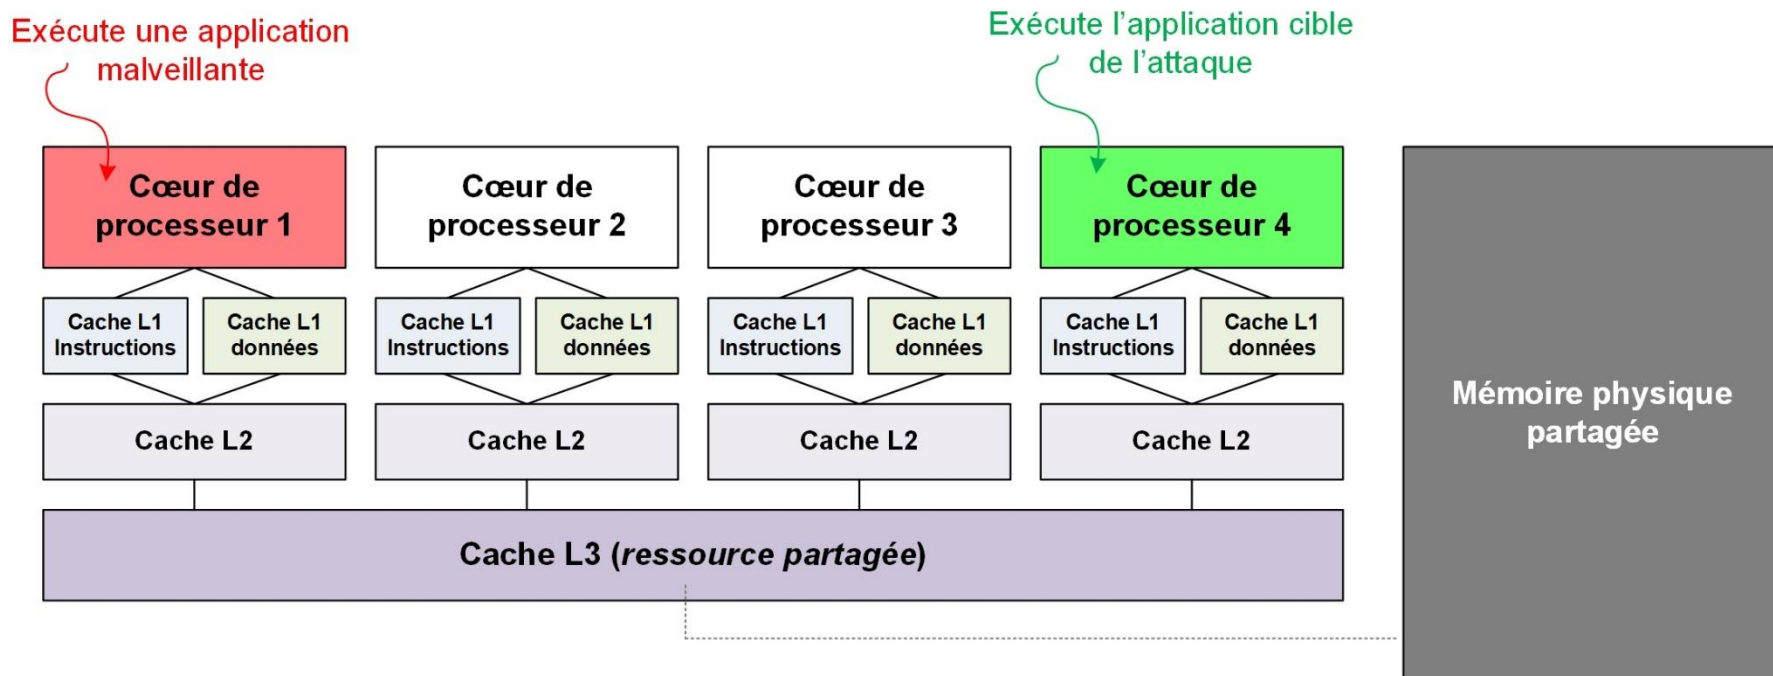 Exécute une application
malveillante
Exécute l’application cible
de l’attaque
Cœur de
processeur 1
Cœur de
processeur 2
Cœur de
processeur 3
Cœur de
processeur 4
Cache L1
Instructions
Cache L1
données
Cache L1
Instructions
Cache L1
données
Cache L1
Instructions
Cache L1
données
Cache L1
Instructions
Cache L1
données
Cache L2
Cache L2
Cache L2
Cache L2
Cache L3 (ressource partagée)
Mémoire physique
partagée